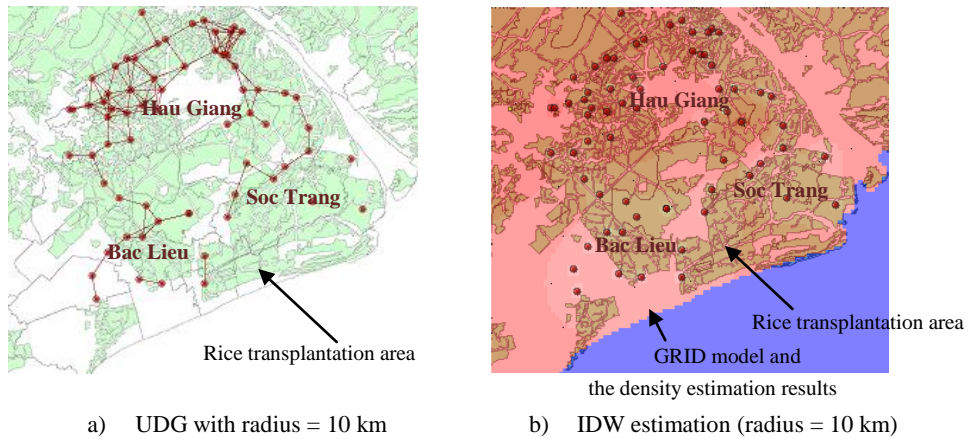 Hau Giang
Soc Trang
Bac Lieu
Rice transplantation area
a) UDG with radius = 10 km
Hau Giang
Soc Trang
Bac Lieu
Rice transplantation area
GRID model and
the density estimation results
b) IDW estimation (radius = 10 km)